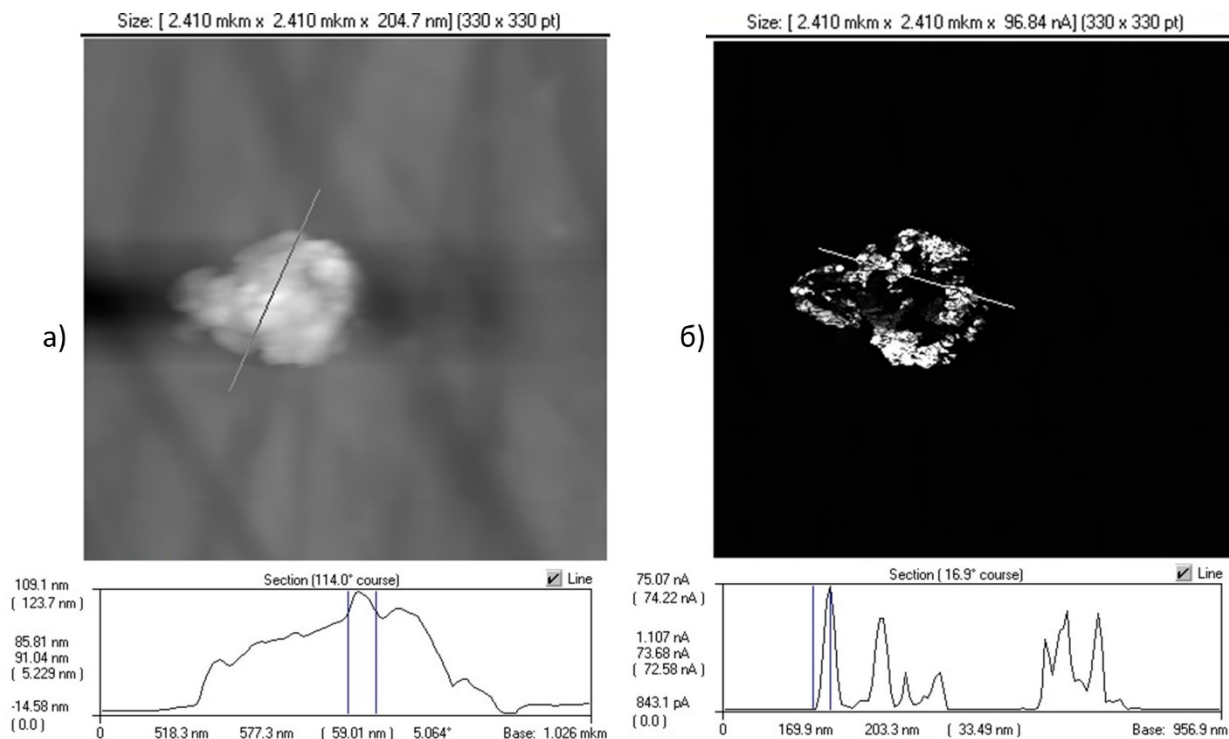 Size: [ 2.410 mkm x 2.410 mkm x 204.7 nm] (330 x 330 pt)
а)
Section (114.0° course)
Line
109.1 nm
( 123.7 nm)
85.81 nm
91.04 nm
( 5.229 nm)
-14.58 nm
(0.0)
0 518.3 nm 577.3 nm ( 59.01 nm) 5.064° Base: 1.026 mkm
Size: [ 2.410 mkm x 2.410 mkm x 96.84 nA] (330 x 330 pt)
б)
Section ( 16.9° course)
Line
75.07 nA
( 74.22 nA)
1.107 nA
73.68 nA
( 72.58 nA )
843.1 pA
(0.0)
0 169.9 nm 203.3 nm ( 33.49 nm) Base: 956.9 nm